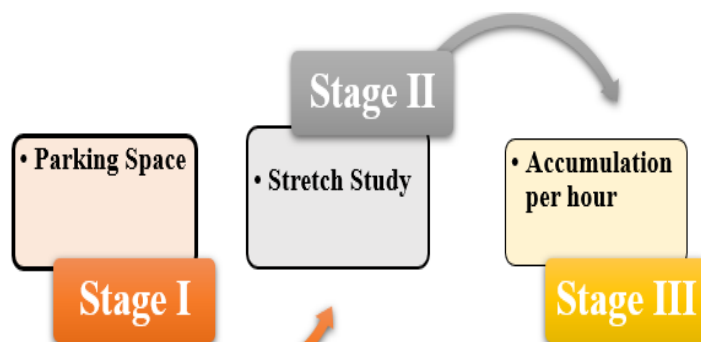 Stage II
• Parking Space
• Stretch Study
• Accumulation
per hour
Stage I
Stage III